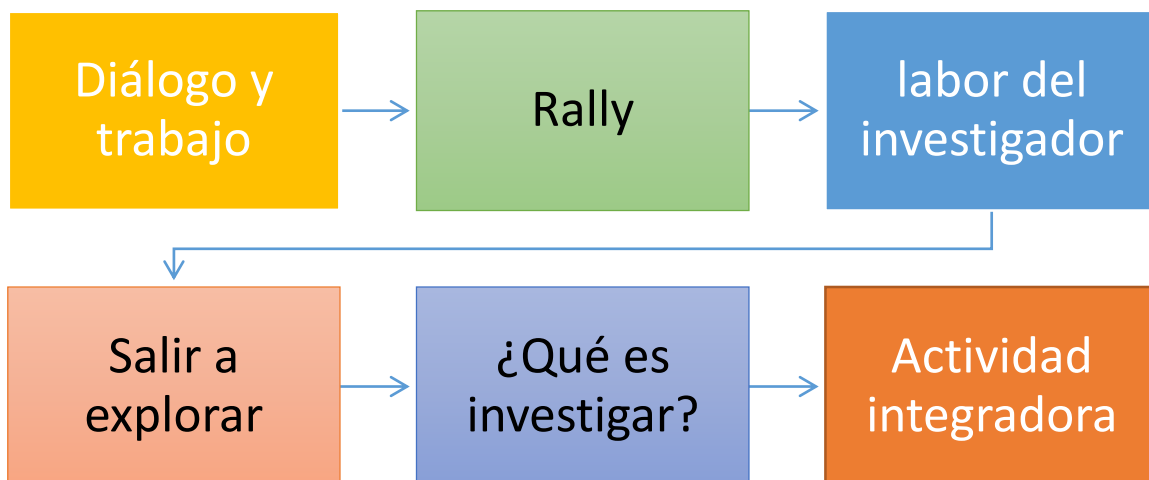 Diálogo y
trabajo
Rally
labor del
investigador
Salir a
explorar
¿Qué es
investigar?
Actividad
integradora